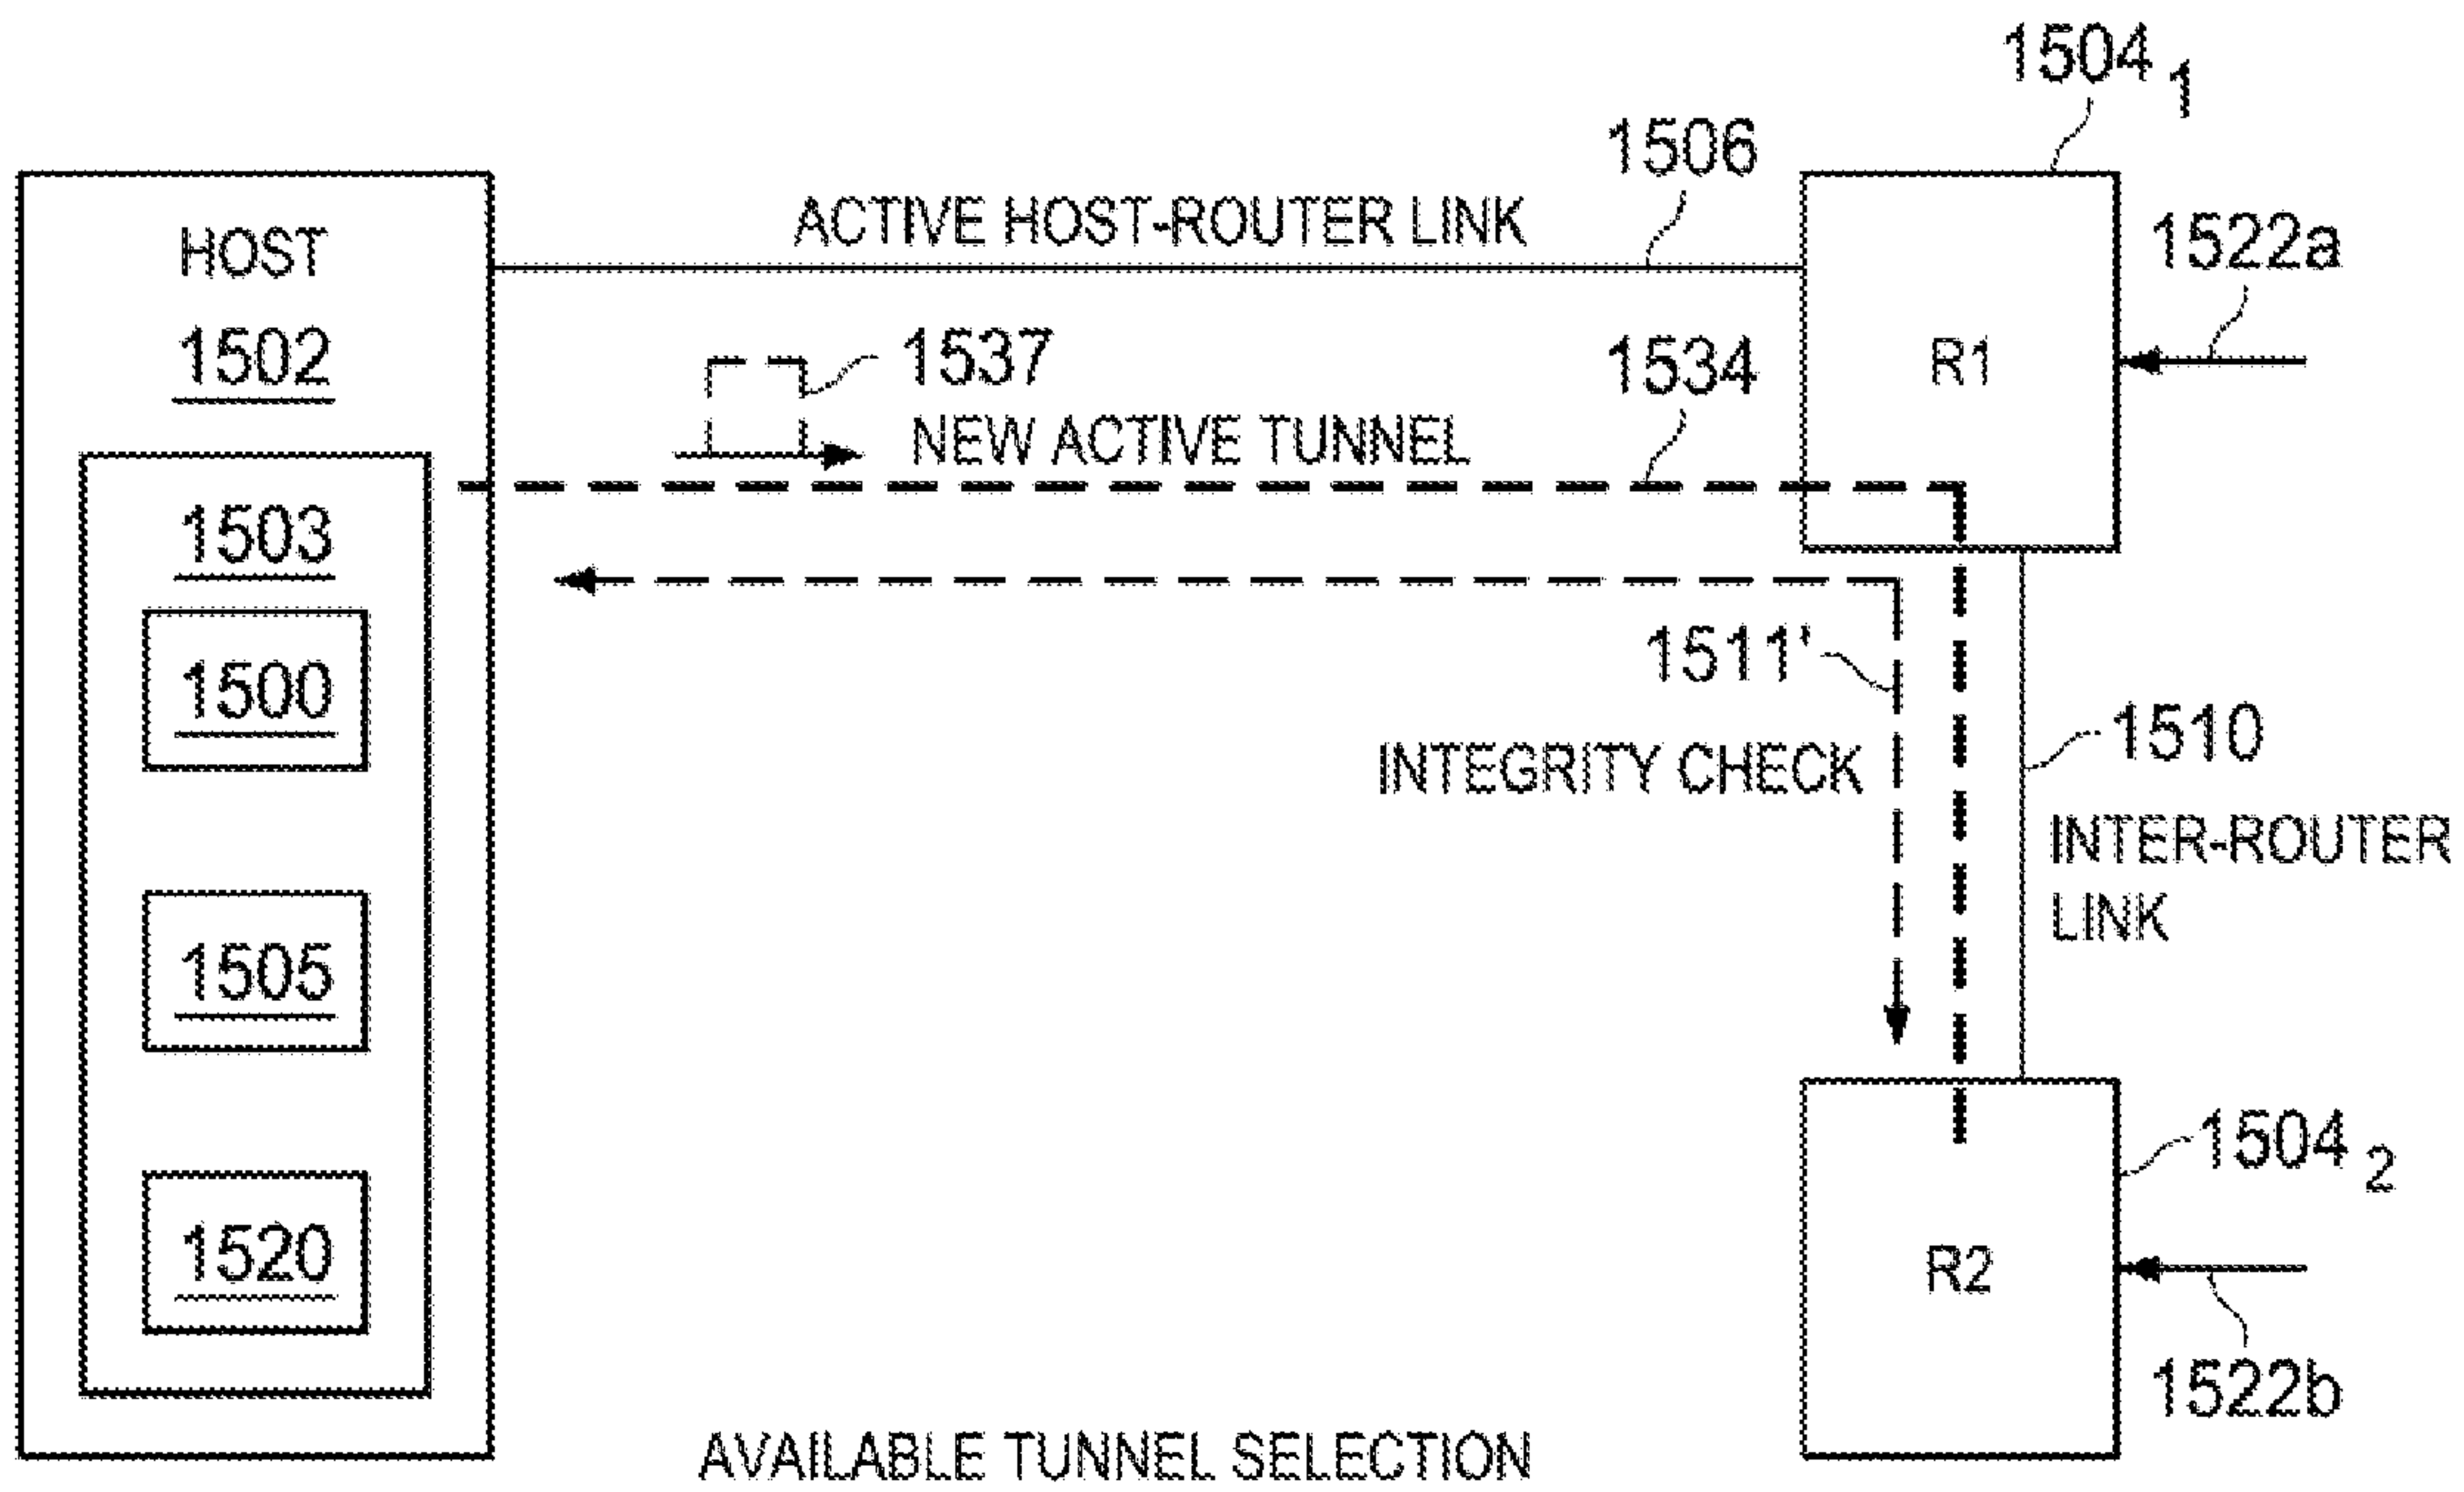 1504 1
1506
ACTIVE HOST-ROUTER LINK
1522a
HOST
1502
1537
1534
R1
NEW ACTIVE TUNNEL
1503
1511'
1500
1510
INTEGRITY CHECK
INTER-ROUTER
LINK
1505
1504 2
1520
R2
1522b
AVAILABLE TUNNEL SELECTION